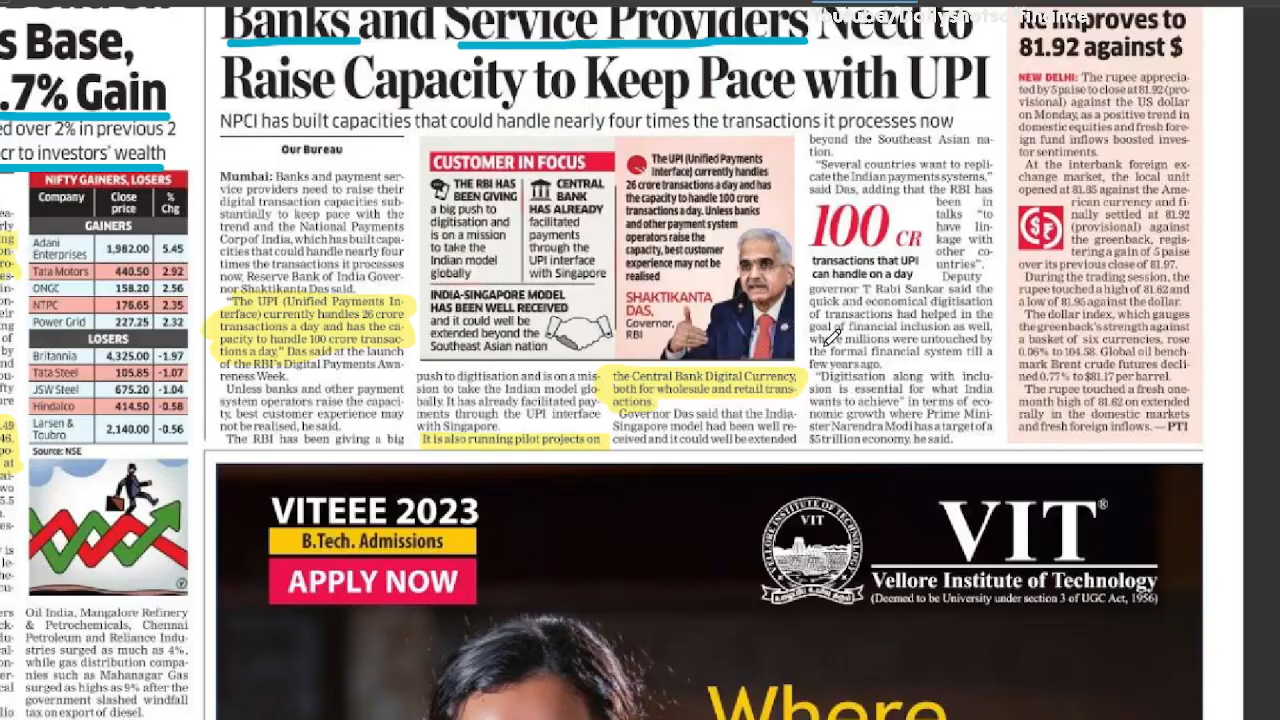 s Base,
.7% Gain
ed over 2% in previous 2
cr to investors' wealth
NIFTY GAINERS, LOSERS
Company Close price % Chg
GAINERS
Adani Enterprises 1,982.00 5.45
Tata Motors 440.50 2.92
ONGC 158.20 2.56
NTPC 176.65 2.35
Power Grid 227.25 2.32
LOSERS
Britannia 4,325.00 -1.97
Tata Steel 105.85 -1.07
JSW Steel 675.20 -1.04
Hindalco 414.50 -0.58
Larsen & Toubro 2,140.00 -0.56
Source: NSE
Oil India, Mangalore Refinery
& Petrochemicals, Chennai
Petroleum and Reliance Indu-
stries surged as much as 4%,
while gas distribution compa-
nies such as Mahanagar Gas
surged as highs as 9% after the
government slashed windfall
tax on export of diesel.
Banks and Service Providers Need to
Raise Capacity to Keep Pace with UPI
NPCI has built capacities that could handle nearly four times the transactions it processes now
Our Bureau
Mumbai: Banks and payment ser-
vice providers need to raise their
digital transaction capacities sub-
stantially to keep pace with the
trend and the National Payments
Corp of India, which has built capa-
cities that could handle nearly four
times the transactions it processes
now, Reserve Bank of India Gover-
nor Shaktikanta Das said.
"The UPI (Unified Payments In-
terface) currently handles 26 crore
transactions a day and has the ca-
pacity to handle 100 crore transac-
tions a day," Das said at the launch
of the RBI's Digital Payments Awa-
reness Week.
Unless banks and other payment
system operators raise the capaci-
ty, best customer experience may
not be realised, he said.
The RBI has been giving a big
CUSTOMER IN FOCUS
THE RBI HAS
BEEN GIVING
a big push to
digitisation and
is on a mission
to take the
Indian model
globally
CENTRAL
BANK
HAS ALREADY
facilitated
payments
through the
UPI interface
with Singapore
INDIA-SINGAPORE MODEL
HAS BEEN WELL RECEIVED
and it could well be
extended beyond the
Southeast Asian nation
The UPI (Unified Payments
Interface) currently handles
26 crore transactions a day and has
the capacity to handle 100 crore
transactions a day. Unless banks
and other payment
system operators
raise the capacity,
best customer
experience may
not be
realised
SHAKTIKANTA
DAS,
Governor,
RBI
push to digitisation and is on a mis-
sion to take the Indian model glo-
bally. It has already facilitated pay-
ments through the UPI interface
with Singapore.
It is also running pilot projects on
the Central Bank Digital Currency,
both for wholesale and retail trans-
actions.
Governor Das said that the India-
Singapore model had been well re-
ceived and it could well be extended
beyond the Southeast Asian na-
tion.
"Several countries want to repli-
cate the Indian payments systems,"
said Das, adding that the RBI has
been in
talks "to
have lin-
kage with
other co-
untries".
Deputy
100 CR
transactions that UPI
can handle on a day
governor T Rabi Sankar said the
quick and economical digitisation
of transactions had helped in the
goal of financial inclusion as well,
where millions were untouched by
the formal financial system till a
few years ago.
"Digitisation along with inclu-
sion is essential for what India
wants to achieve" in terms of eco-
nomic growth where Prime Mini-
ster Narendra Modi has a target of a
$5 trillion economy, he said.
81.92 against $
NEW DELHI: The rupee apprecia-
ted by 5 paise to close at 81.92 (pro-
visional) against the US dollar
on Monday, as a positive trend in
domestic equities and fresh fore-
ign fund inflows boosted inves-
tor sentiments.
At the interbank foreign ex-
change market, the local unit
opened at 81.85 against the Ame-
rican currency and fi-
nally settled at 81.92
(provisional) against
the greenback, regis-
tering a gain of 5 paise
over its previous close of 81.97.
During the trading session, the
rupee touched a high of 81.62 and
a low of 81.95 against the dollar.
The dollar index, which gauges
the greenback's strength against
a basket of six currencies, rose
0.06% to 104.58. Global oil bench-
mark Brent crude futures decli-
ned 0.77% to $81.17 per barrel.
The rupee touched a fresh one-
month high of 81.62 on extended
rally in the domestic markets
and fresh foreign inflows. — PTI
VITEEE 2023
B.Tech. Admissions
APPLY NOW
VIT
VIT®
Vellore Institute of Technology
(Deemed to be University under section 3 of UGC Act, 1956)
Where